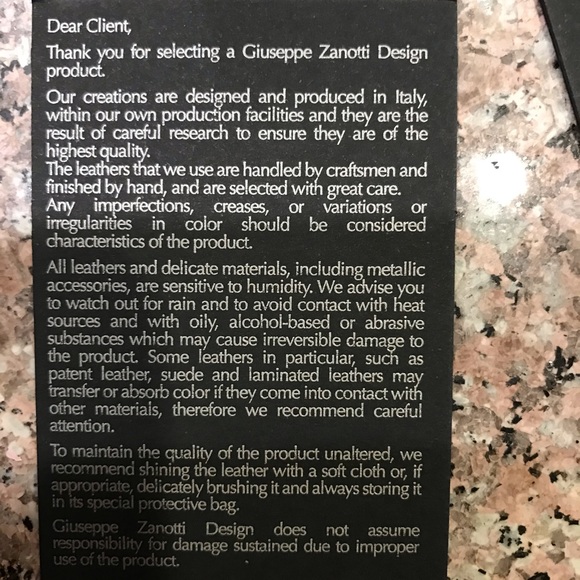 Dear Client,
Thank you for selecting a Giuseppe Zanotti Design
product.
Our creations are designed and produced in Italy,
within our own production facilities and they are the
result of careful research to ensure they are of the
highest quality.
The leathers that we use are handled by craftsmen and
finished by hand, and are selected with great care.
Any imperfections, creases, or variations or
irregularities in color should be considered
characteristics of the product.
All leathers and delicate materials, including metallic
accessories, are sensitive to humidity. We advise you
to watch out for rain and to avoid contact with heat
sources and with oily, alcohol-based or abrasive
substances which may cause irreversible damage to
the product. Some leathers in particular, such as
patent leather, suede and laminated leathers may
transfer or absorb color if they come into contact with
other materials, therefore we recommend careful
attention.
To maintain the quality of the product unaltered, we
recommend shining the leather with a soft cloth or, if
appropriate, delicately brushing it and always storing it
in its special protective bag.
Giuseppe Zanotti Design does not assume
responsibility for damage sustained due to improper
use of the product.